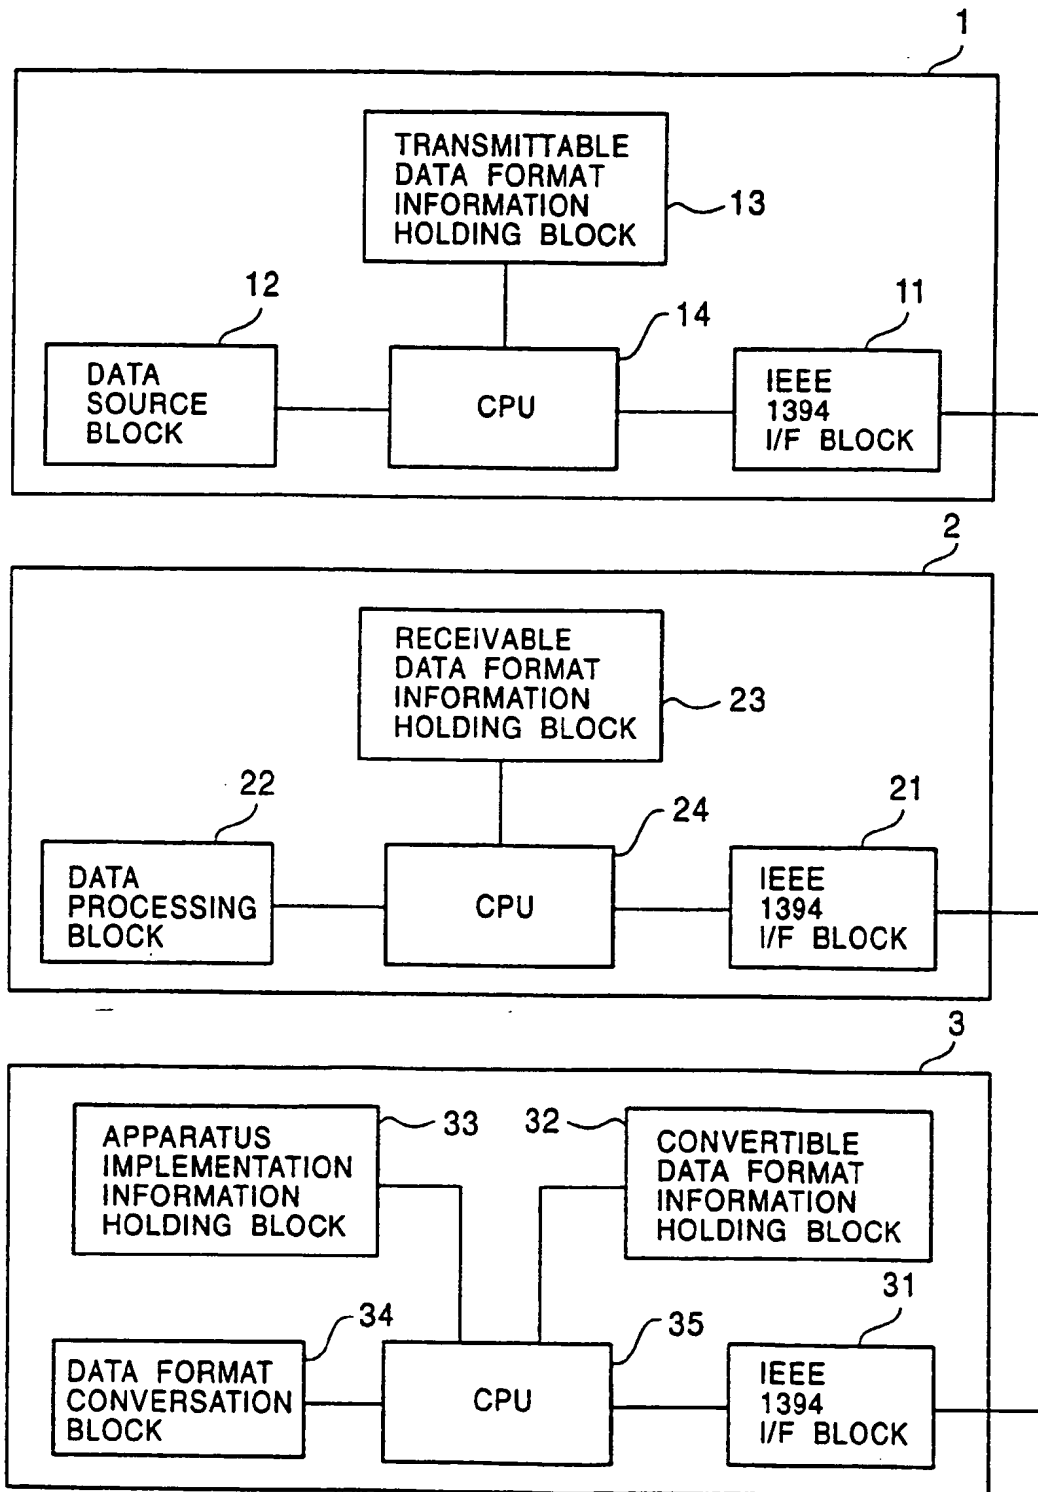 1
TRANSMITTABLE
DATA FORMAT
INFORMATION
HOLDING BLOCK
13
12
14
11
DATA
SOURCE
BLOCK
CPU
IEEE
1394
I/F BLOCK
2
RECEIVABLE
DATA FORMAT
INFORMATION
HOLDING BLOCK
23
22
24
21
DATA
PROCESSING
BLOCK
CPU
IEEE
1394
I/F BLOCK
3
APPARATUS
IMPLEMENTATION
INFORMATION
HOLDING BLOCK
33
32
CONVERTIBLE
DATA FORMAT
INFORMATION
HOLDING BLOCK
34
35
31
DATA FORMAT
CONVERSATION
BLOCK
CPU
IEEE
1394
I/F BLOCK